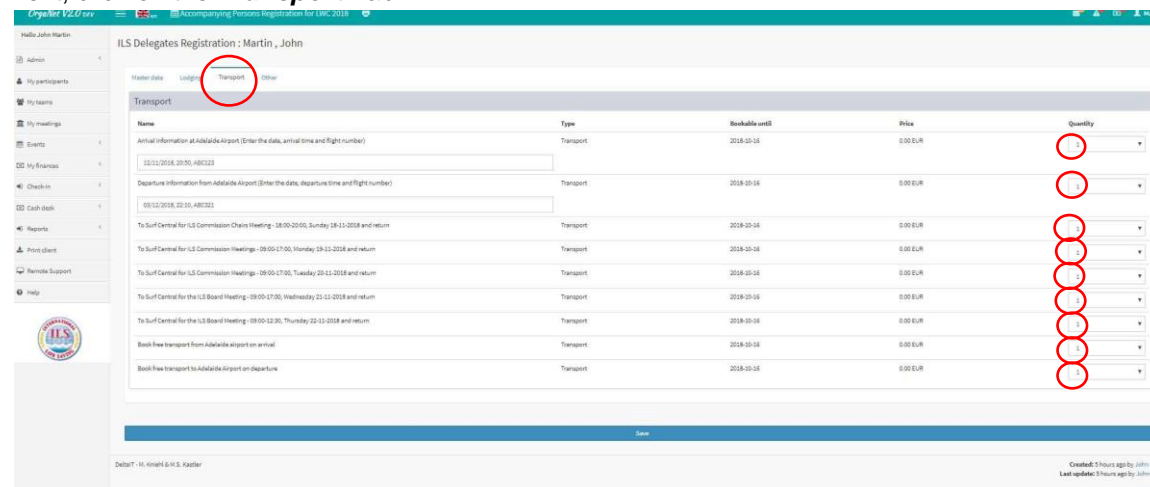 OrgaNet V2.0 srv
Accompanying Persons Registration for LWC 2018
Hello John Martin
ILS Delegates Registration : Martin , John
Admin
My participants
My teams
My meetings
Events
My finances
Check in
Cash desk
Reports
Print client
Remote Support
Help
ILS
Master data Lodging Transport Other
Transport
Name Type Bookable until Price Quantity
Arrival Information at Adelaide Airport (Enter the date, arrival time and flight number) Transport 2018-10-16 0.00 EUR 1
12/11/2018, 20:50, ABC123
Departure Information from Adelaide Airport (Enter the date, departure time and flight number) Transport 2018-10-16 0.00 EUR 1
03/12/2018, 22:10, ABC321
To Surf Central for ILS Commission Chairs Meeting - 18:00-20:00, Sunday 18-11-2018 and return Transport 2018-10-16 0.00 EUR 1
To Surf Central for ILS Commission Meetings - 09:00-17:00, Monday 19-11-2018 and return Transport 2018-10-16 0.00 EUR 1
To Surf Central for ILS Commission Meetings - 09:00-17:00, Tuesday 20-11-2018 and return Transport 2018-10-16 0.00 EUR 1
To Surf Central for the ILS Board Meeting - 09:00-17:00, Wednesday 21-11-2018 and return Transport 2018-10-16 0.00 EUR 1
To Surf Central for the ILS Board Meeting - 09:00-12:30, Thursday 22-11-2018 and return Transport 2018-10-16 0.00 EUR 1
Book free transport from Adelaide airport on arrival Transport 2018-10-16 0.00 EUR 1
Book free transport to Adelaide Airport on departure Transport 2018-10-16 0.00 EUR 1
Save
DeltaIT - M. Kniehl & M.S. Kastler
Created: 5 hours ago by John
Last update: 5 hours ago by John